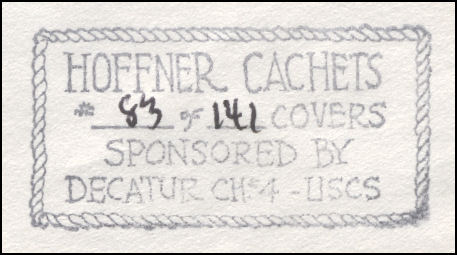 HOFFNER CACHETS
# 83 of 141 COVERS
SPONSORED BY
DECATUR CH#4 - USCS